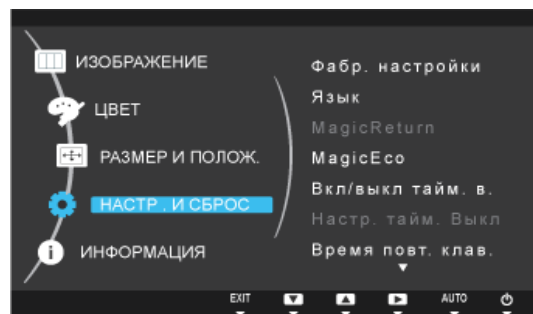 ИЗОБРАЖЕНИЕ
ЦВЕТ
РАЗМЕР И ПОЛОЖ.
НАСТР . И СБРОС
ИНФОРМАЦИЯ
Фабр. настройки
Язык
MagicReturn
MagicEco
Вкл/выкл тайм. в.
Настр. тайм. Выкл
Время повт. клав.
EXIT AUTO